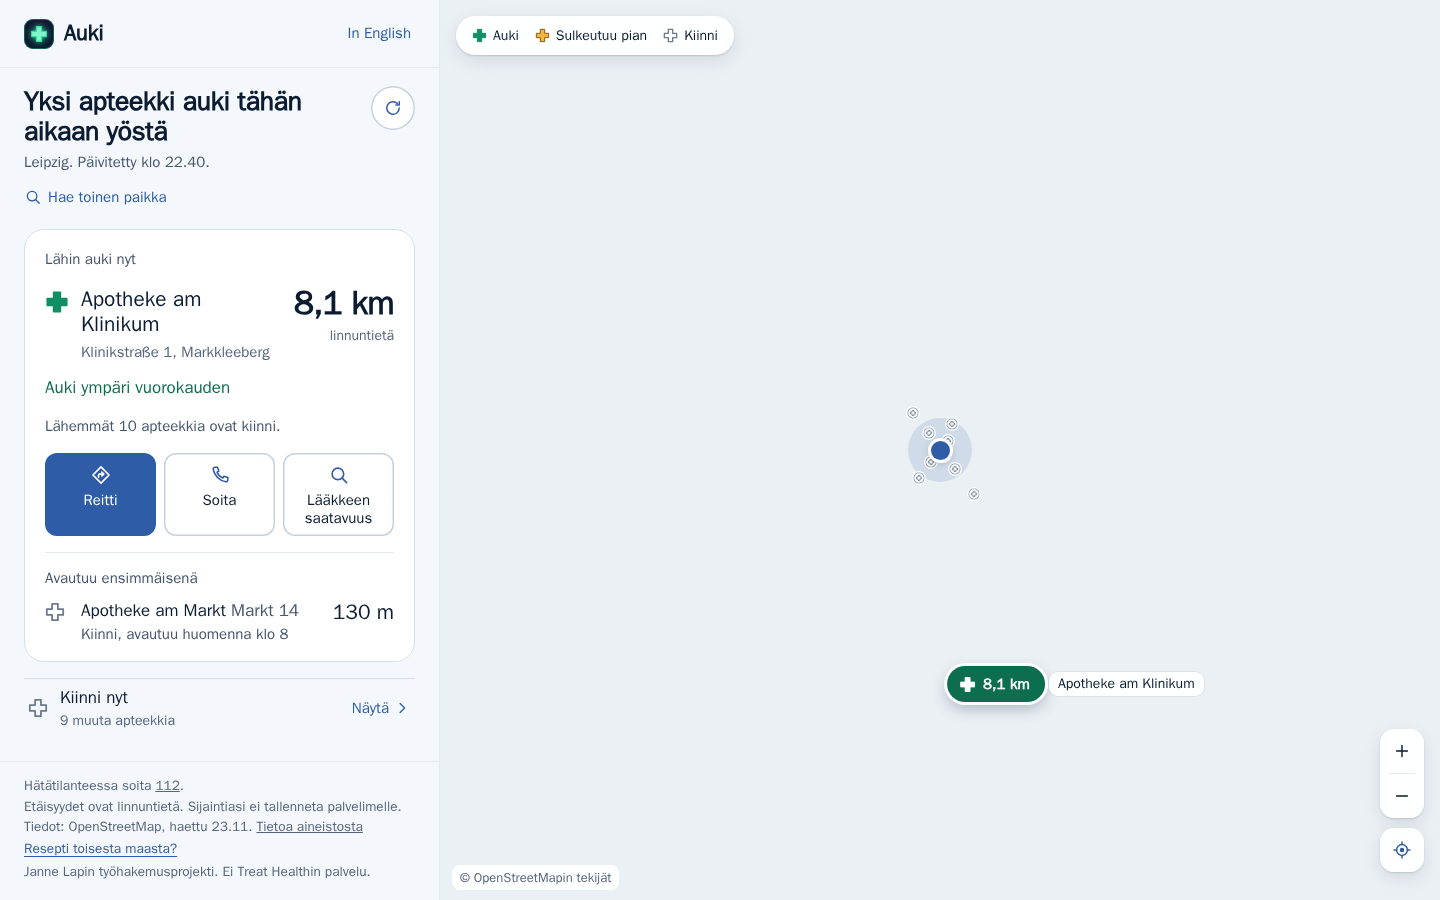 Auki
In English
Yksi apteekki auki tähän
aikaan yöstä
Leipzig. Päivitetty klo 22.40.
Hae toinen paikka
Lähin auki nyt
Apotheke am
Klinikum
8,1 km
linnuntietä
Klinikstraße 1, Markkleeberg
Auki ympäri vuorokauden
Lähemmät 10 apteekkia ovat kiinni.
Reitti
Soita
Lääkkeen
saatavuus
Avautuu ensimmäisenä
Apotheke am Markt Markt 14
130 m
Kiinni, avautuu huomenna klo 8
Kiinni nyt
9 muuta apteekkia
Näytä
Hätätilanteessa soita 112.
Etäisyydet ovat linnuntietä. Sijaintiasi ei tallenneta palvelimelle.
Tiedot: OpenStreetMap, haettu 23.11. Tietoa aineistosta
Resepti toisesta maasta?
Janne Lapin työhakemusprojekti. Ei Treat Healthin palvelu.
Auki
Sulkeutuu pian
Kiinni
8,1 km
Apotheke am Klinikum
© OpenStreetMapin tekijät